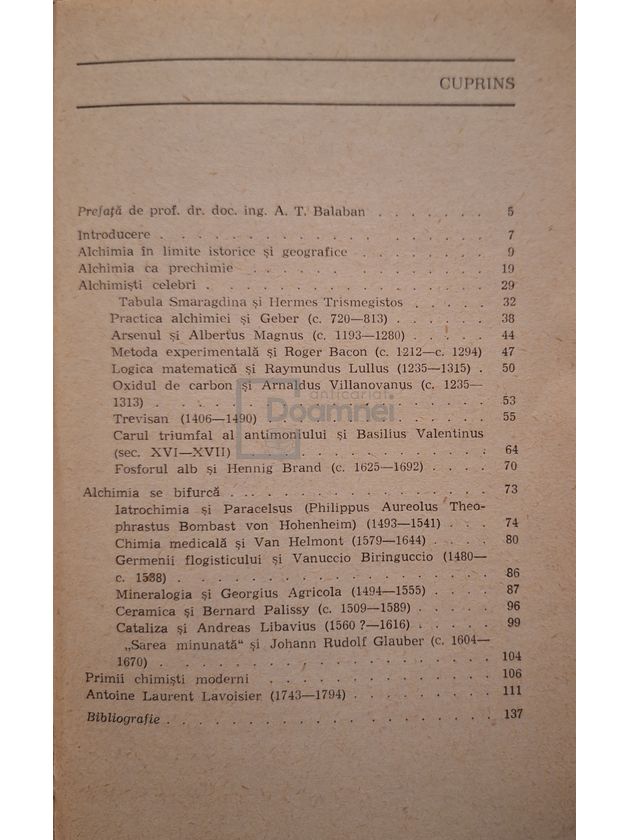 CUPRINS
Prefață de prof. dr. doc. ing. A. T. Balaban . . . . . . . 5
Introducere . . . . . . . . . . . . . . . . . 7
Alchimia în limite istorice și geografice . . . . . . . . 9
Alchimia ca prechimie . . . . . . . . . . . . . 19
Alchimiști celebri . . . . . . . . . . . . . . . 29
Tabula Smaragdina și Hermes Trismegistos . . . . . 32
Practica alchimiei și Geber (c. 720—813) . . . . . . 38
Arsenul și Albertus Magnus (c. 1193—1280) . . . . . 44
Metoda experimentală și Roger Bacon (c. 1212—c. 1294) 47
Logica matematică și Raymundus Lullus (1235—1315) . 50
Oxidul de carbon și Arnaldus Villanovanus (c. 1235—
1313) . . . . . . . . . . . . . . . . . 53
anticariat
Doamnei
Trevisan (1406—1490) . . . . . . . . . . . . 55
Carul triumfal al antimoniului și Basilius Valentinus
(sec. XVI—XVII) . . . . . . . . . . . . . 64
Fosforul alb și Hennig Brand (c. 1625—1692) . . . . 70
Alchimia se bifurcă . . . . . . . . . . . . . . 73
Iatrochimia și Paracelsus (Philippus Aureolus Theo-
phrastus Bombast von Hohenheim) (1493—1541) . . . 74
Chimia medicală și Van Helmont (1579—1644) . . . . 80
Germenii flogisticului și Vanuccio Biringuccio (1480—
c. 1538) . . . . . . . . . . . . . . . . 86
Mineralogia și Georgius Agricola (1494—1555) . . . . 87
Ceramica și Bernard Palissy (c. 1509—1589) . . . . . 96
Cataliza și Andreas Libavius (1560 ?—1616) . . . . . 99
„Sarea minunată“ și Johann Rudolf Glauber (c. 1604—
1670) . . . . . . . . . . . . . . . . . 104
Primii chimiști moderni . . . . . . . . . . . . 106
Antoine Laurent Lavoisier (1743—1794) . . . . . . . 111
Bibliografie . . . . . . . . . . . . . . . . . 137